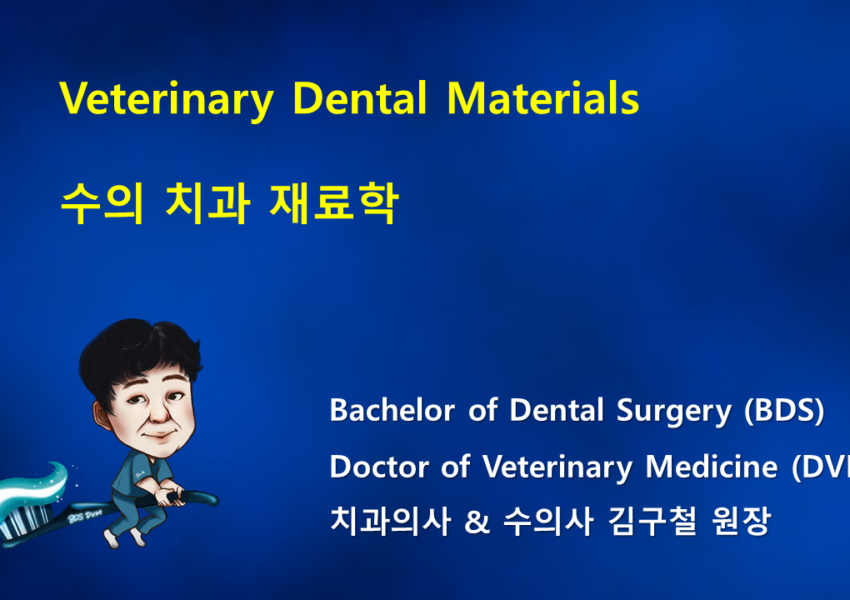 Veterinary Dental Materials
수의 치과 재료학
Bachelor of Dental Surgery (BDS)
Doctor of Veterinary Medicine (DV
치과의사 & 수의사 김구철 원장
BDS DVM